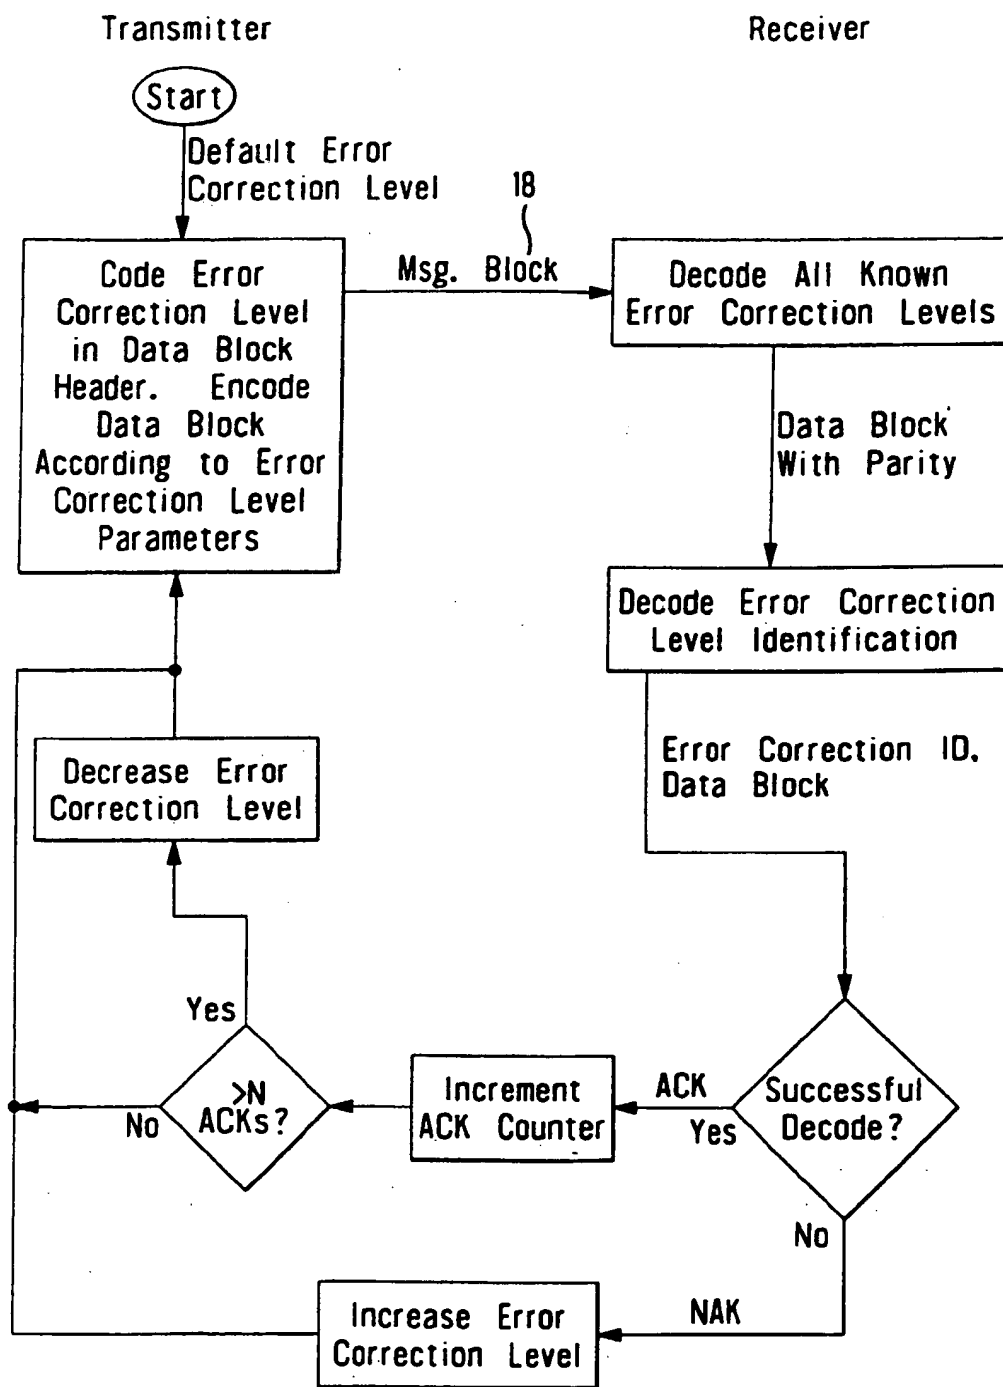 Transmitter
Receiver
Start
Default Error
Correction Level
18
Msg. Block
Code Error
Correction Level
in Data Block
Header. Encode
Data Block
According to Error
Correction Level
Parameters
Decode All Known
Error Correction Levels
Data Block
With Parity
Decode Error Correction
Level Identification
Error Correction ID,
Data Block
Decrease Error
Correction Level
Yes
>N
ACKs?
No
Increment
ACK Counter
ACK
Yes
Successful
Decode?
No
NAK
Increase Error
Correction Level